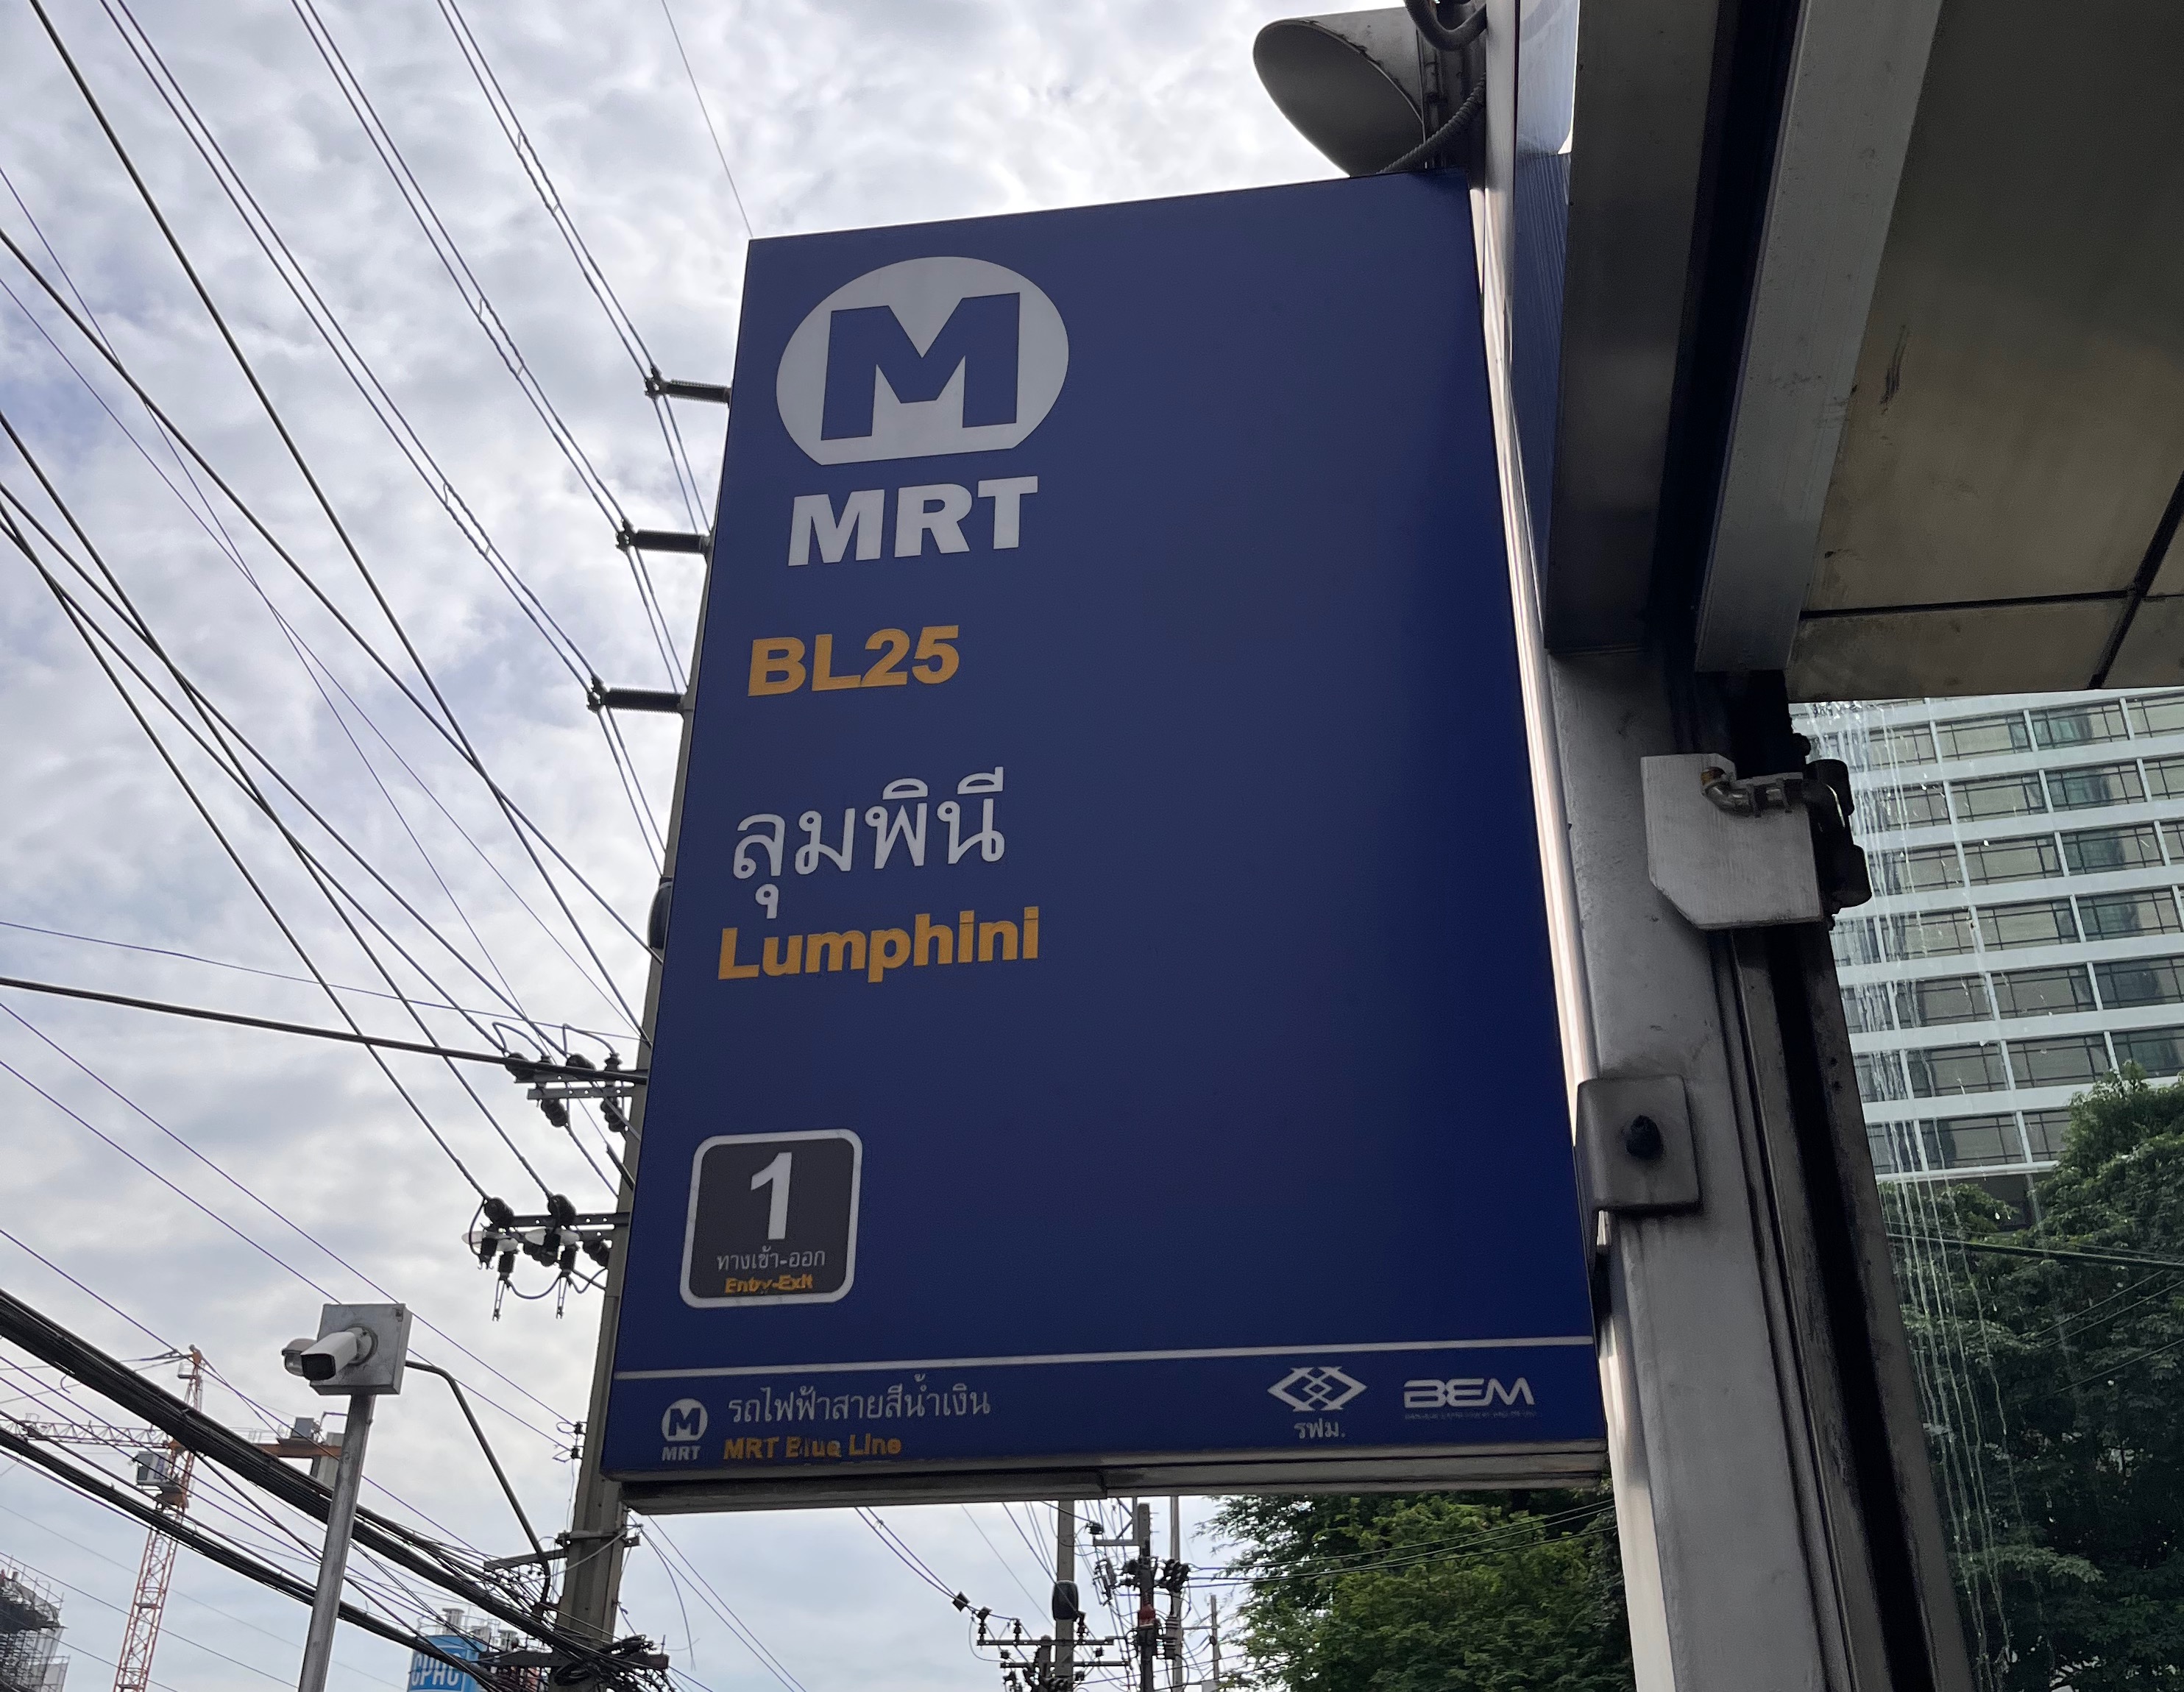 M
MRT
BL25
ลุมพินี
Lumphini
1
ทางเข้า-ออก
Entry-Exit
M
MRT
รถไฟฟ้าสายสีน้ำเงิน
MRT Blue Line
รฟม.
BEM
CPAC